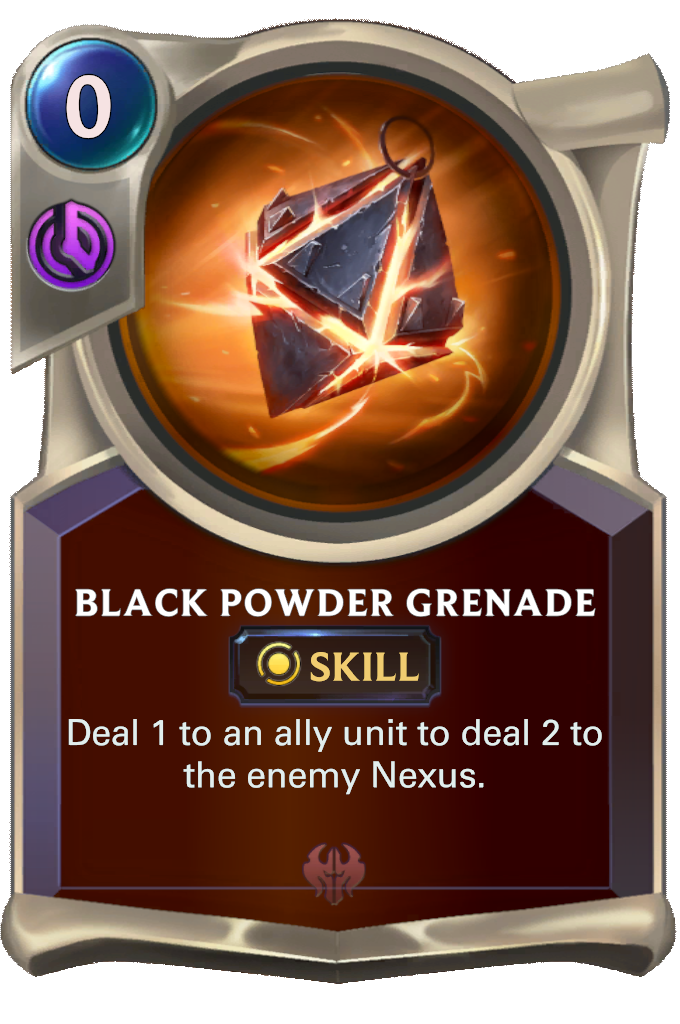 0
BLACK POWDER GRENADE
SKILL
Deal 1 to an ally unit to deal 2 to
the enemy Nexus.